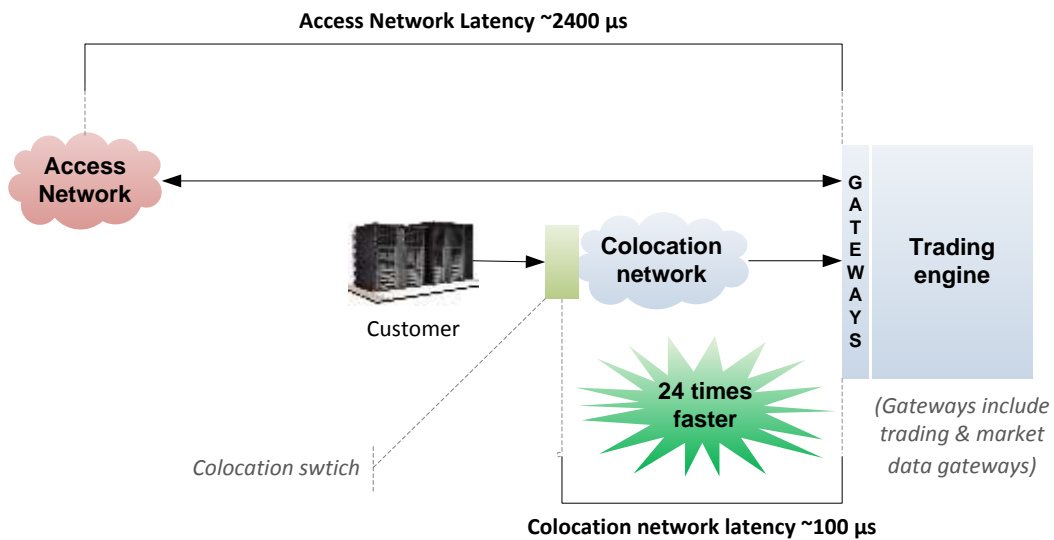 Access Network Latency ~2400 µs
Access
Network
GATEWAYS
Colocation
network
Trading
engine
Customer
24 times
faster
(Gateways include
trading & market
data gateways)
Colocation swtich
Colocation network latency ~100 µs